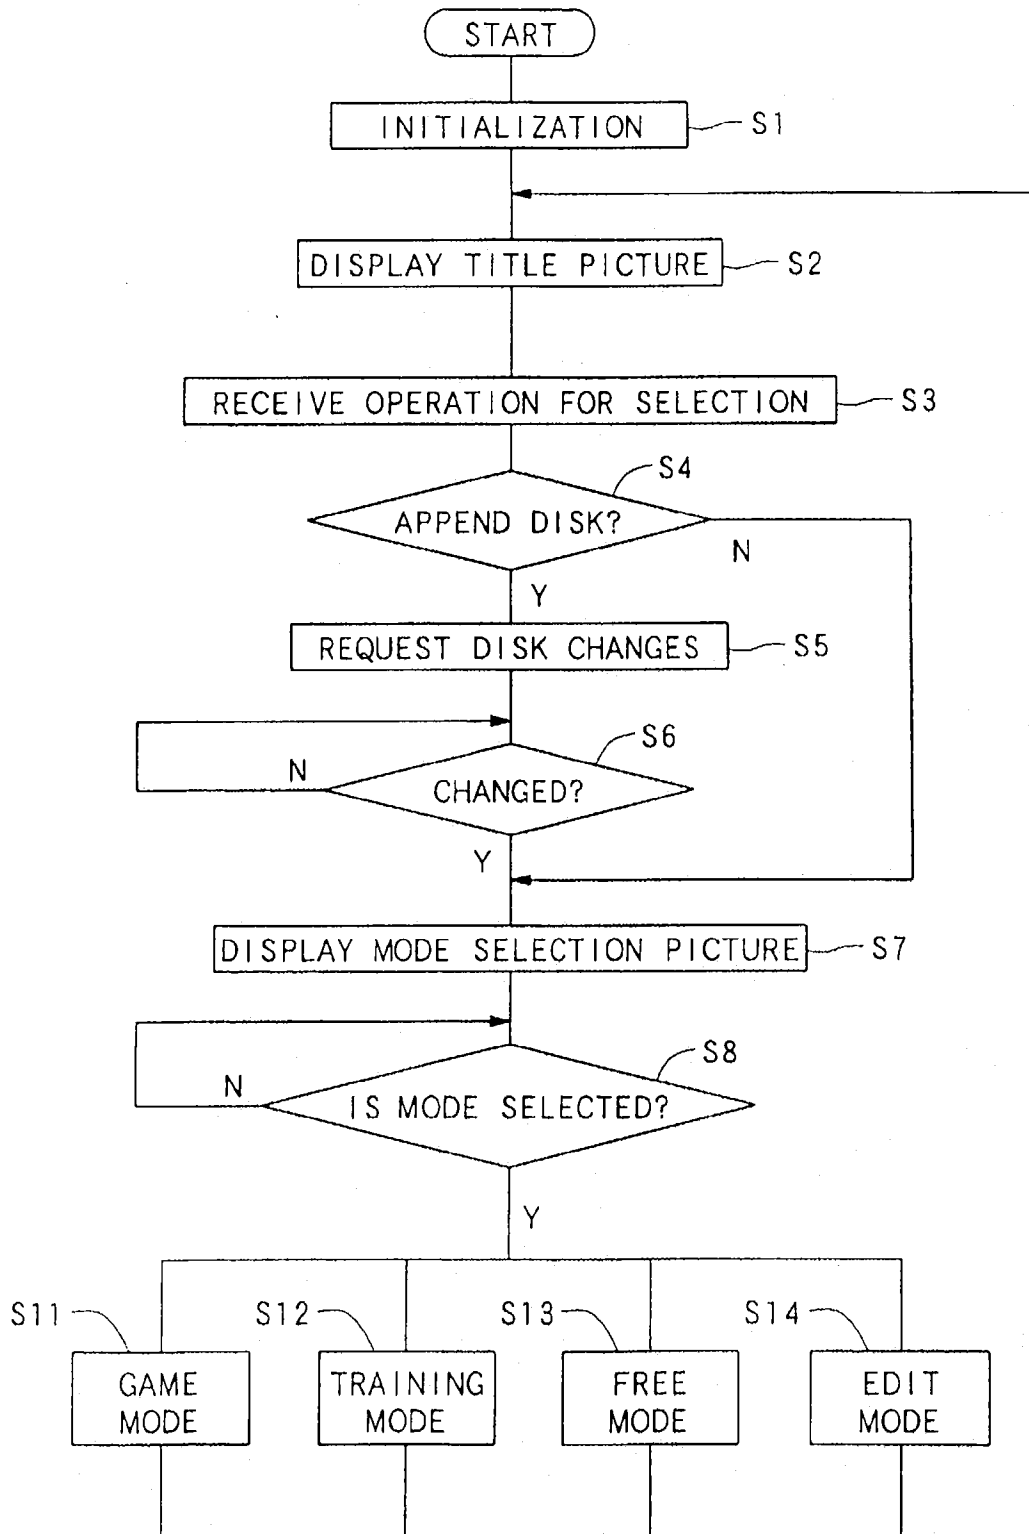 START
INITIALIZATION
S1
DISPLAY TITLE PICTURE
S2
RECEIVE OPERATION FOR SELECTION
S3
S4
APPEND DISK?
N
Y
REQUEST DISK CHANGES
S5
S6
N
CHANGED?
Y
DISPLAY MODE SELECTION PICTURE
S7
S8
N
IS MODE SELECTED?
Y
S11
S12
S13
S14
GAME
MODE
TRAINING
MODE
FREE
MODE
EDIT
MODE